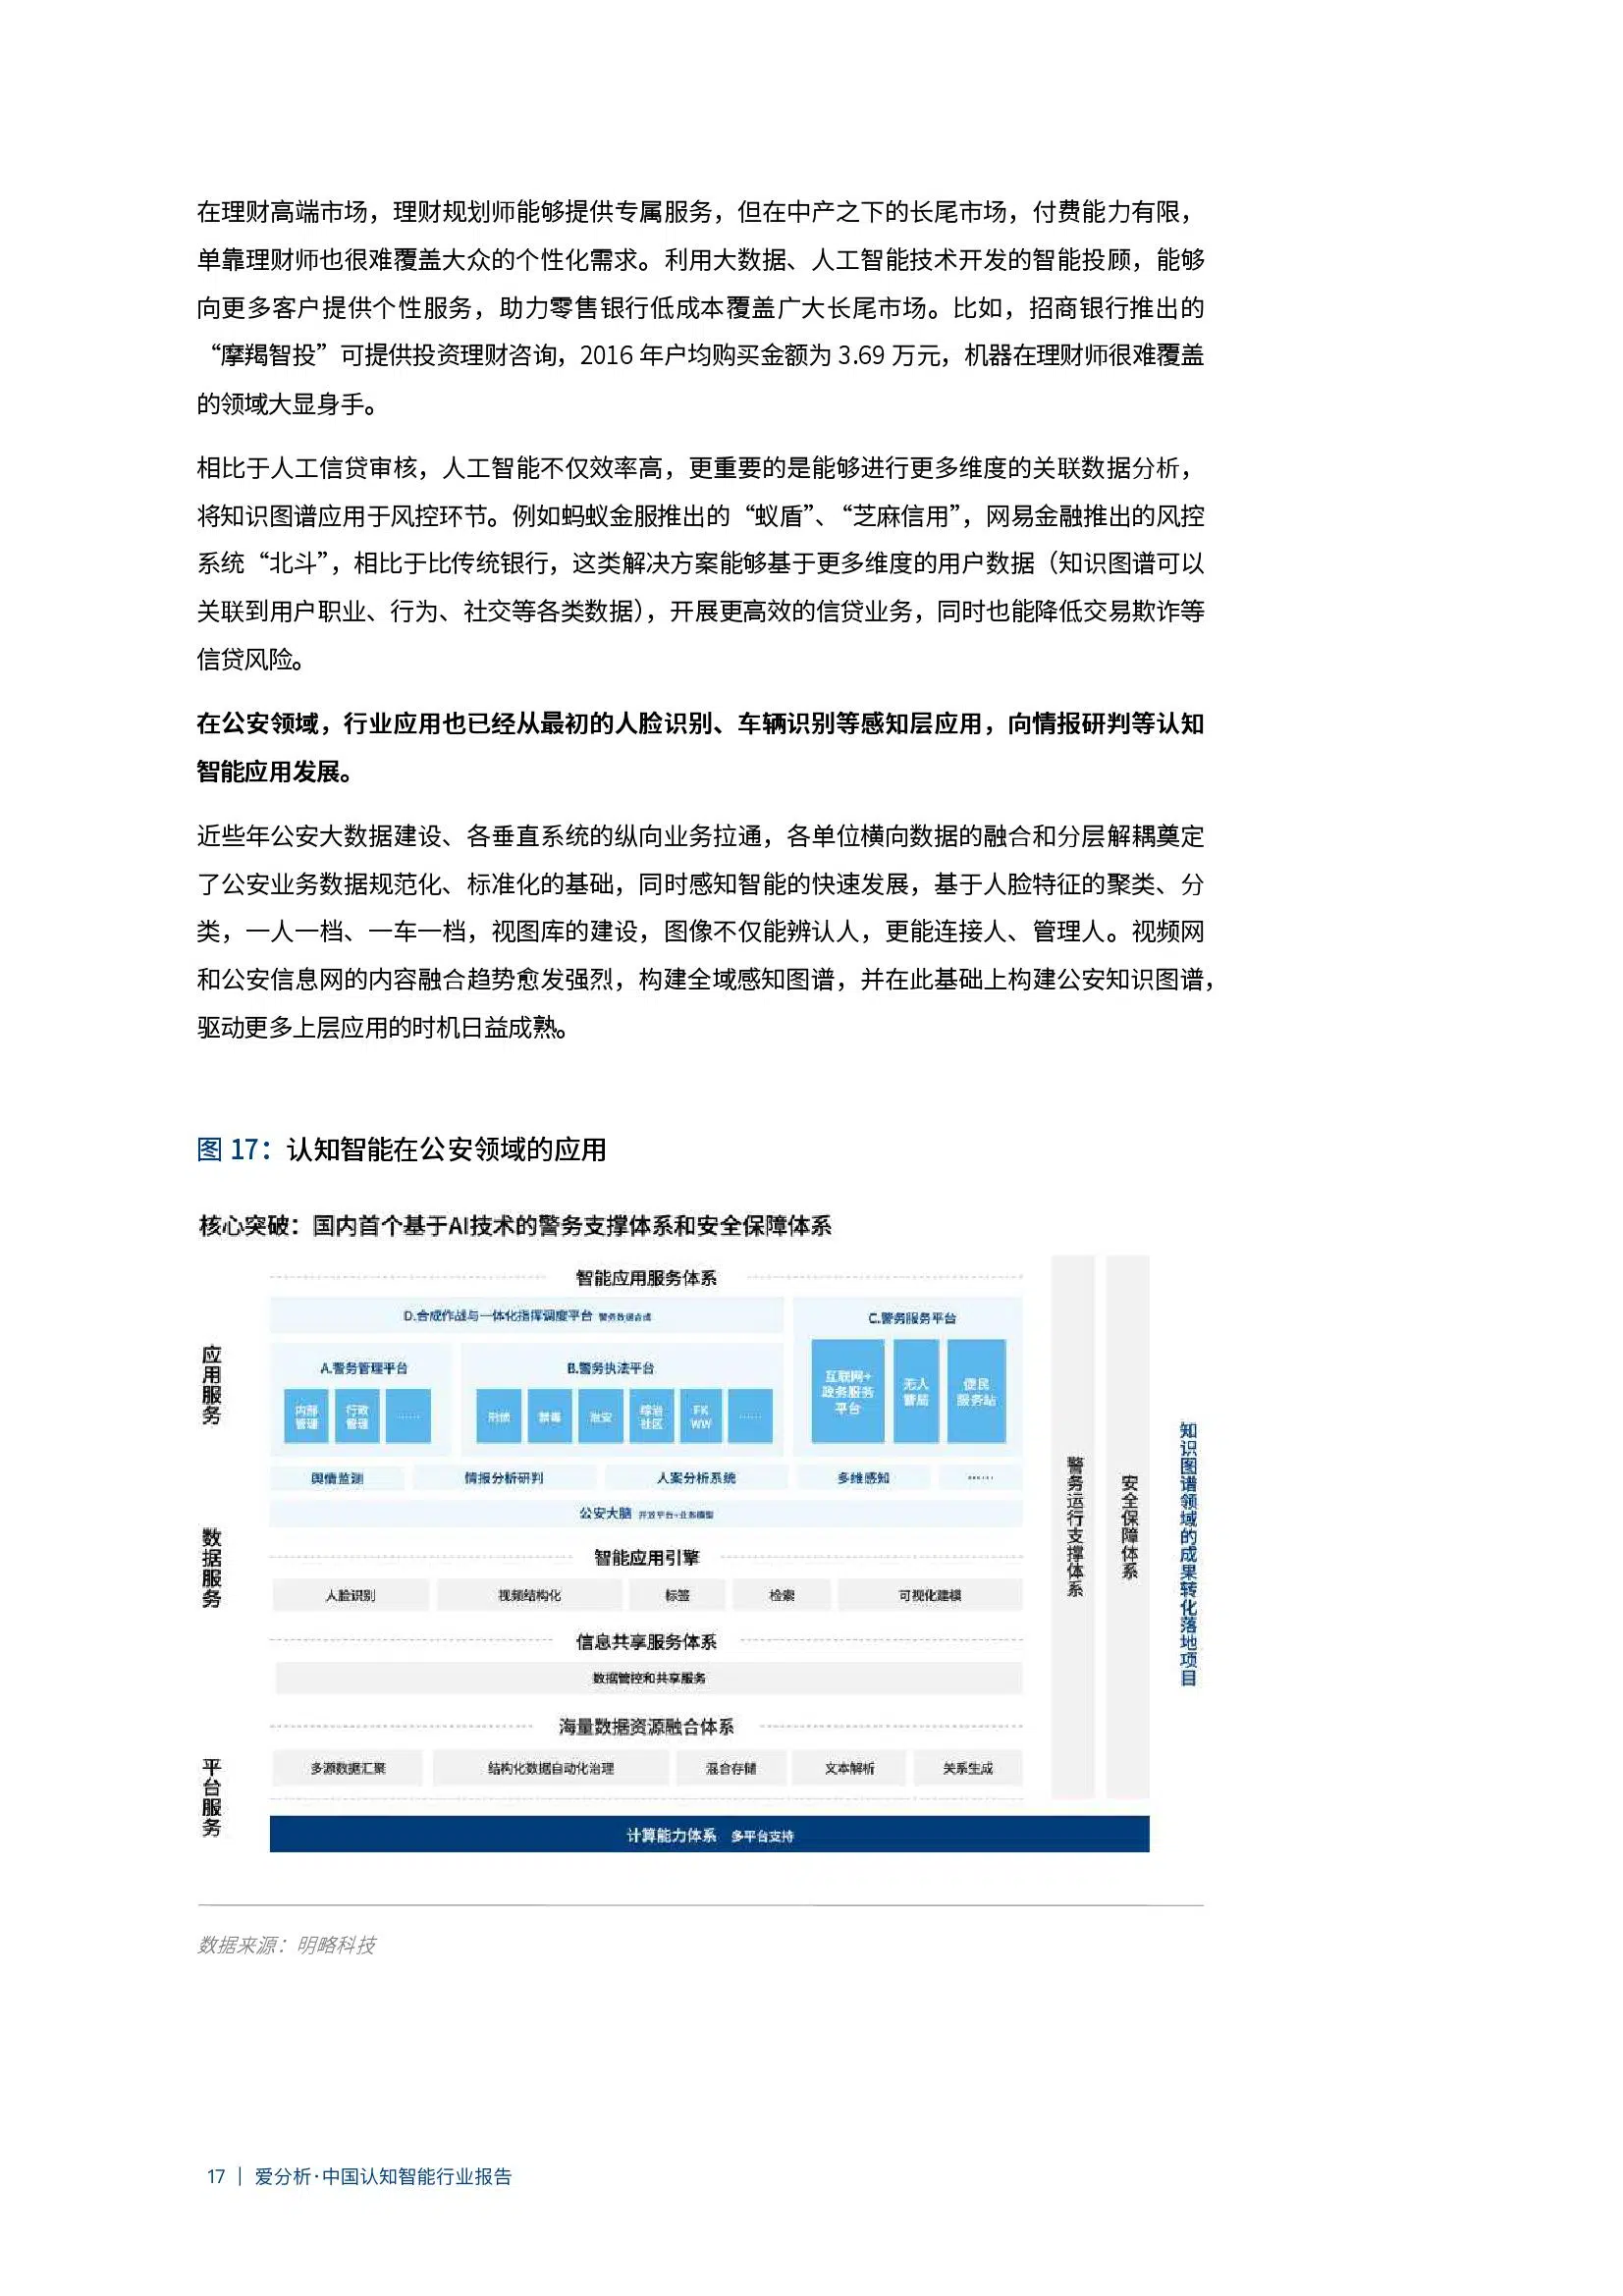 在理财高端市场，理财规划师能够提供专属服务，但在中产之下的长尾市场，付费能力有限，
单靠理财师也很难覆盖大众的个性化需求。利用大数据、人工智能技术开发的智能投顾，能够
向更多客户提供个性服务，助力零售银行低成本覆盖广大长尾市场。比如，招商银行推出的
“摩羯智投”可提供投资理财咨询，2016 年户均购买金额为 3.69 万元，机器在理财师很难覆盖
的领域大显身手。
相比于人工信贷审核，人工智能不仅效率高，更重要的是能够进行更多维度的关联数据分析，
将知识图谱应用于风控环节。例如蚂蚁金服推出的“蚁盾”、“芝麻信用”，网易金融推出的风控
系统“北斗”，相比于比传统银行，这类解决方案能够基于更多维度的用户数据（知识图谱可以
关联到用户职业、行为、社交等各类数据），开展更高效的信贷业务，同时也能降低交易欺诈等
信贷风险。
在公安领域，行业应用也已经从最初的人脸识别、车辆识别等感知层应用，向情报研判等认知
智能应用发展。
近些年公安大数据建设、各垂直系统的纵向业务拉通，各单位横向数据的融合和分层解耦奠定
了公安业务数据规范化、标准化的基础，同时感知智能的快速发展，基于人脸特征的聚类、分
类，一人一档、一车一档，视图库的建设，图像不仅能辨认人，更能连接人、管理人。视频网
和公安信息网的内容融合趋势愈发强烈，构建全域感知图谱，并在此基础上构建公安知识图谱，
驱动更多上层应用的时机日益成熟。
图 17：认知智能在公安领域的应用
核心突破：国内首个基于AI技术的警务支撑体系和安全保障体系
应用服务
智能应用服务体系
D.合成作战与一体化指挥调度平台 警务数据合成
C.警务服务平台
A.警务管理平台
B.警务执法平台
互联网+
政务服务
平台
无人
警局
便民
服务站
内部
管理
行政
管理
……
刑侦
禁毒
治安
综治
社区
FK
WW
……
舆情监测
情报分析研判
人案分析系统
多维感知
……
公安大脑 开放平台+业务模型
数据服务
智能应用引擎
人脸识别
视频结构化
标签
检索
可视化建模
信息共享服务体系
数据管控和共享服务
海量数据资源融合体系
平台服务
多源数据汇聚
结构化数据自动化治理
混合存储
文本解析
关系生成
计算能力体系 多平台支持
警务运行支撑体系
安全保障体系
知识图谱领域的成果转化落地项目
数据来源：明略科技
17 | 爱分析·中国认知智能行业报告